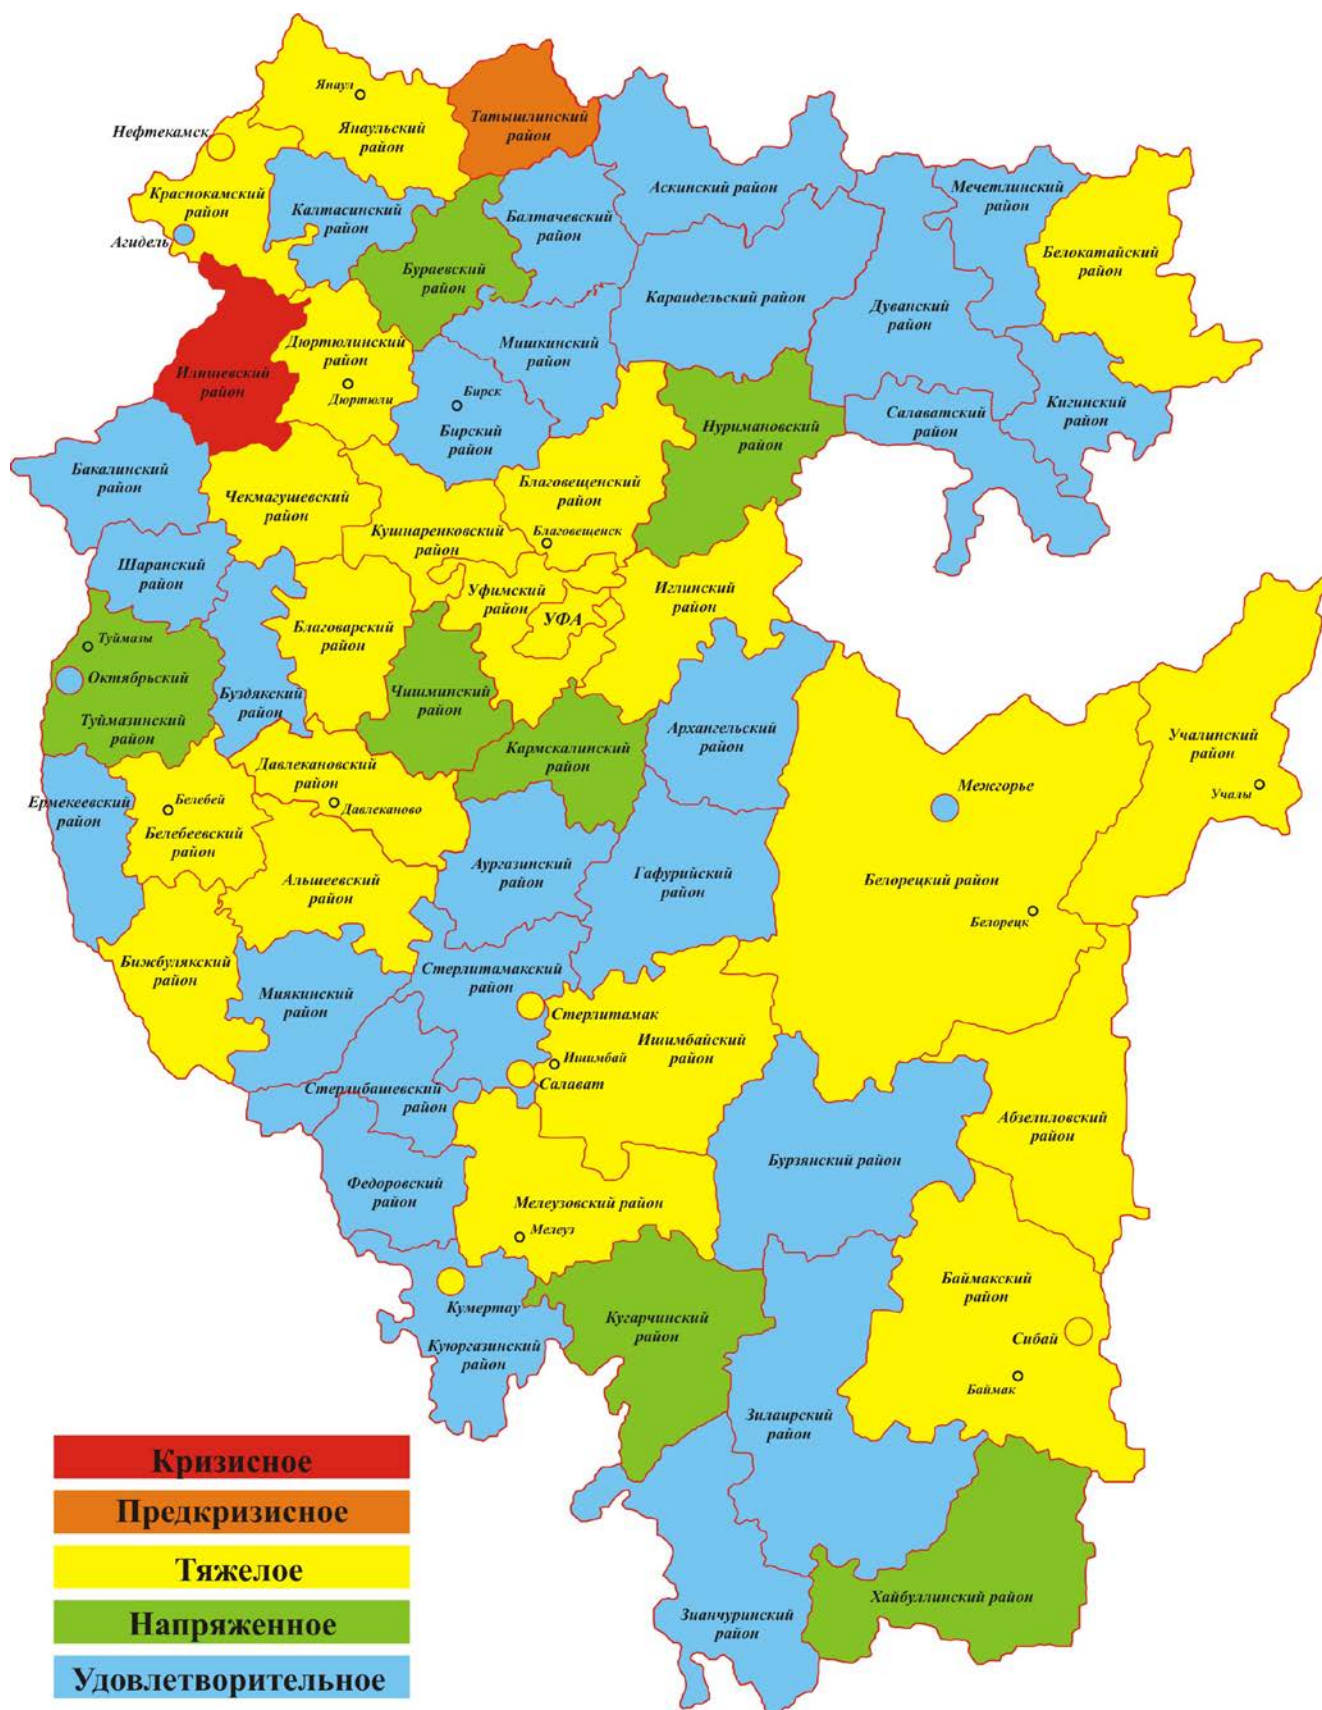 Янаул
Янаульский
район
Татышлинский
район
Нефтекамск
Краснокамский
район
Агидель
Калтасинский
район
Балтачевский
район
Аскинский район
Мечетлинский
район
Белокатайский
район
Бураевский
район
Караидельский район
Дуванский
район
Илишевский
район
Дюртюлинский
район
Дюртюли
Мишкинский
район
Бирск
Бирский
район
Нуримановский
район
Салаватский
район
Кигинский
район
Бакалинский
район
Чекмагушевский
район
Кушнаренковский
район
Благовещенский
район
Благовещенск
Шаранский
район
Уфимский
район
УФА
Иглинский
район
Туймазы
Октябрьский
Туймазинский
район
Буздякский
район
Благоварский
район
Чишминский
район
Кармскалинский
район
Архангельский
район
Учалинский
район
Учалы
Межгорье
Ермекеевский
район
Белебей
Белебеевский
район
Давлекановский
район
Давлеканово
Альшеевский
район
Аургазинский
район
Гафурийский
район
Белорецкий район
Белорецк
Бижбулякский
район
Миякинский
район
Стерлитамакский
район
Стерлитамак
Ишимбайский
район
Ишимбай
Салават
Стерлибашевский
район
Абзелиловский
район
Федоровский
район
Мелеузовский район
Мелеуз
Бурзянский район
Кумертау
Куюргазинский
район
Кугарчинский
район
Баймакский
район
Сибай
Баймак
Зилаирский
район
Зианчуринский
район
Хайбуллинский район
Кризисное
Предкризисное
Тяжелое
Напряженное
Удовлетворительное